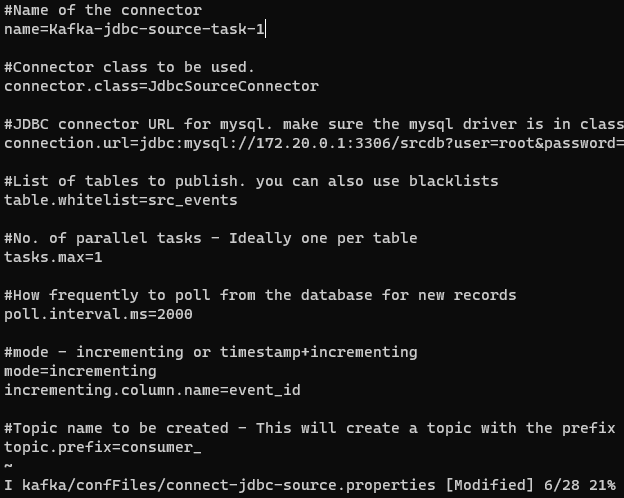 #Name of the connector
name=Kafka-jdbc-source-task-1
#Connector class to be used.
connector.class=JdbcSourceConnector
#JDBC connector URL for mysql. make sure the mysql driver is in class
connection.url=jdbc:mysql://172.20.0.1:3306/srcdb?user=root&password=
#List of tables to publish. you can also use blacklists
table.whitelist=src_events
#No. of parallel tasks - Ideally one per table
tasks.max=1
#How frequently to poll from the database for new records
poll.interval.ms=2000
#mode - incrementing or timestamp+incrementing
mode=incrementing
incrementing.column.name=event_id
#Topic name to be created - This will create a topic with the prefix
topic.prefix=consumer_
~
I kafka/confFiles/connect-jdbc-source.properties [Modified] 6/28 21%